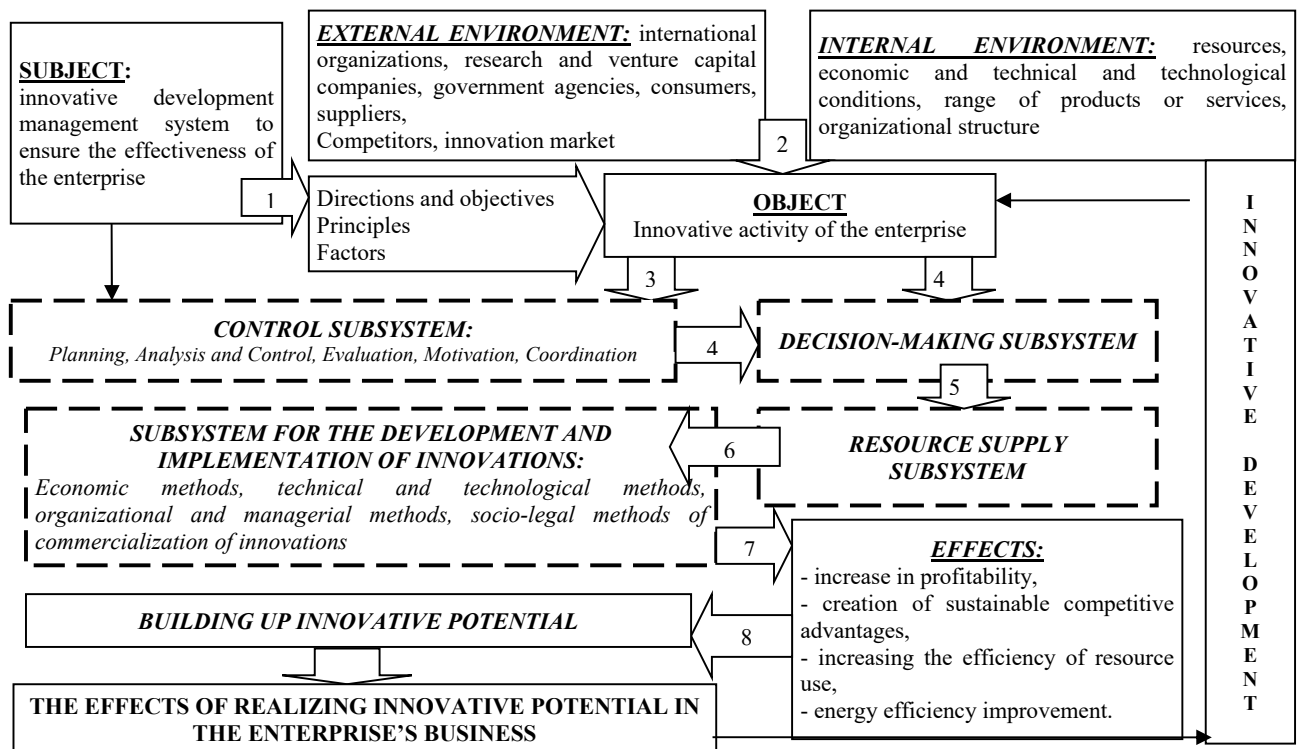 SUBJECT:
innovative development
management system to
ensure the effectiveness of
the enterprise
EXTERNAL ENVIRONMENT: international
organizations, research and venture capital
companies, government agencies, consumers,
suppliers,
Competitors, innovation market
INTERNAL ENVIRONMENT: resources,
economic and technical and technological
conditions, range of products or services,
organizational structure
2
1
Directions and objectives
Principles
Factors
OBJECT
Innovative activity of the enterprise
3
4
CONTROL SUBSYSTEM:
Planning, Analysis and Control, Evaluation, Motivation, Coordination
4
DECISION-MAKING SUBSYSTEM
5
SUBSYSTEM FOR THE DEVELOPMENT AND
IMPLEMENTATION OF INNOVATIONS:
Economic methods, technical and technological methods,
organizational and managerial methods, socio-legal methods of
commercialization of innovations
6
RESOURCE SUPPLY
SUBSYSTEM
7
EFFECTS:
- increase in profitability,
- creation of sustainable competitive
advantages,
- increasing the efficiency of resource
use,
- energy efficiency improvement.
8
BUILDING UP INNOVATIVE POTENTIAL
THE EFFECTS OF REALIZING INNOVATIVE POTENTIAL IN
THE ENTERPRISE'S BUSINESS
INNOVATIVE DEVELOPMENT